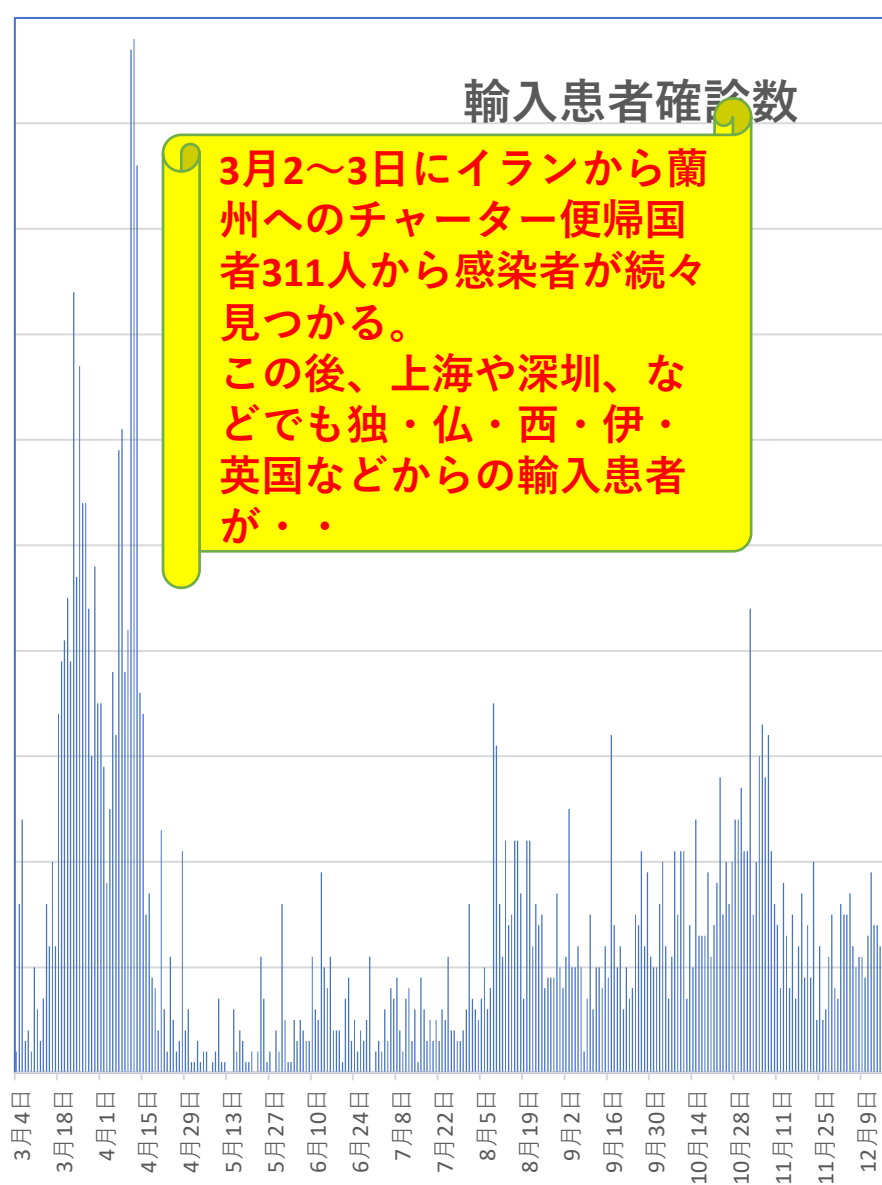 輸入患者確診数
3月2～3日にイランから蘭
州へのチャーター便帰国
者311人から感染者が続々
見つかる。
この後、上海や深圳、な
どでも独・仏・西・伊・
英国などからの輸入患者
が・・
3月4日
3月18日
4月1日
4月15日
4月29日
5月13日
5月27日
6月10日
6月24日
7月8日
7月22日
8月5日
8月19日
9月2日
9月16日
9月30日
10月14日
10月28日
11月11日
11月25日
12月9日